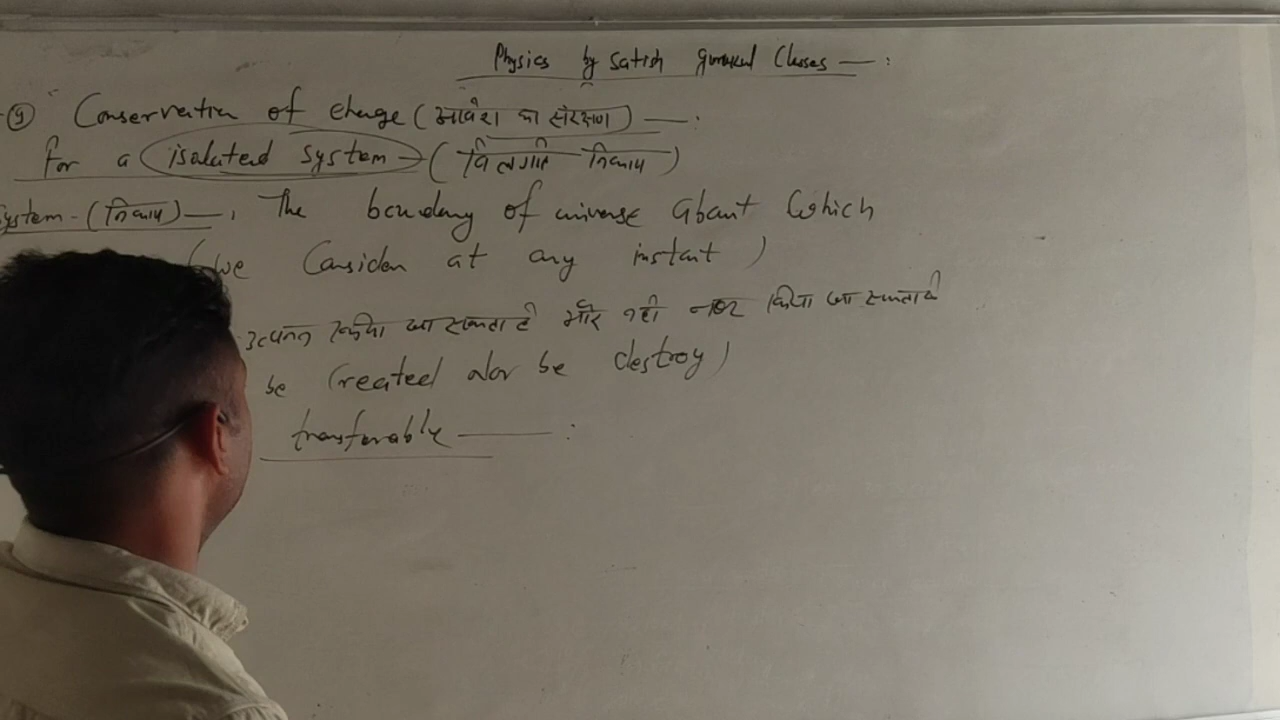 Physics by Satish gurukul Classes — :
9 Conservation of charge ( आवेश का संरक्षण ) — :
For a isolated system → ( विलगति निकाय )
System - ( निकाय ) — , The boundary of universe about which
( we Consider at any instant )
उत्पन्न किया जा सकता है और नही नष्ट किया जा सकता है
be Created Nor be destroy )
transferable — :